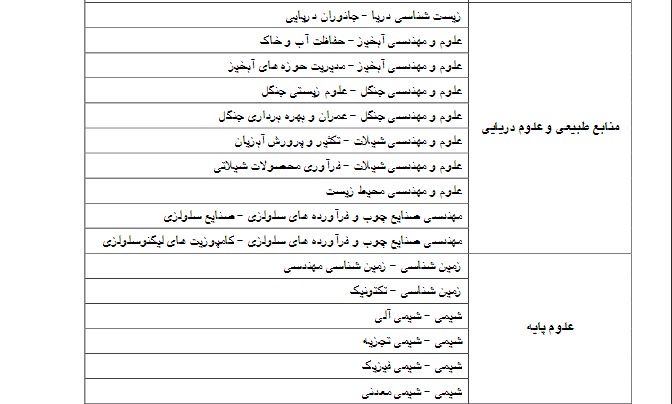 منابع طبیعی و علوم دریایی
زیست شناسی دریا - جانوران دریایی
علوم و مهندسی آبخیز - حفاظت آب و خاک
علوم و مهندسی آبخیز - مدیریت حوزه های آبخیز
علوم و مهندسی جنگل - علوم زیستی جنگل
علوم و مهندسی جنگل - عمران و بهره برداری جنگل
علوم و مهندسی شیلات - تکثیر و پرورش آبزیان
علوم و مهندسی شیلات - فرآوری محصولات شیلاتی
علوم و مهندسی محیط زیست
مهندسی صنایع چوب و فرآورده های سلولزی - صنایع سلولزی
مهندسی صنایع چوب و فرآورده های سلولزی - کامپوزیت های لیگنوسلولزی
علوم پایه
زمین شناسی - زمین شناسی مهندسی
زمین شناسی - تکتونیک
شیمی - شیمی آلی
شیمی - شیمی تجزیه
شیمی - شیمی فیزیک
شیمی - شیمی معدنی